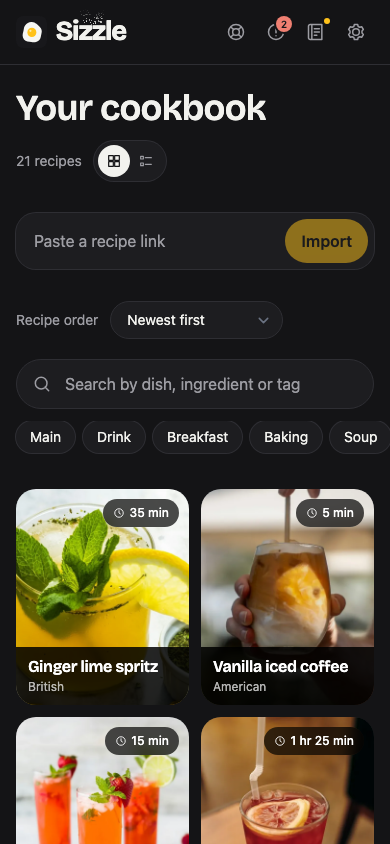 Sizzle
2
Your cookbook
21 recipes
Paste a recipe link
Import
Recipe order
Newest first
Search by dish, ingredient or tag
Main
Drink
Breakfast
Baking
Soup
35 min
5 min
Ginger lime spritz
British
Vanilla iced coffee
American
15 min
1 hr 25 min